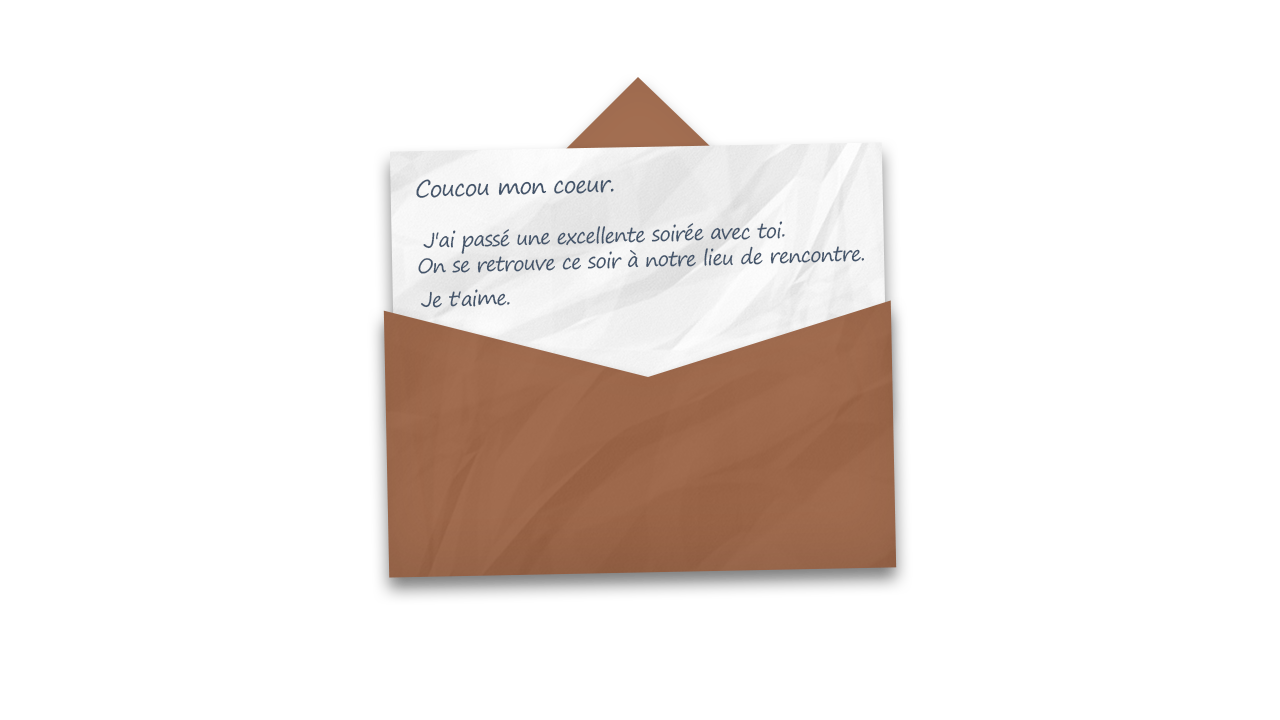 Coucou mon coeur.
J'ai passé une excellente soirée avec toi.
On se retrouve ce soir à notre lieu de rencontre.
Je t'aime.